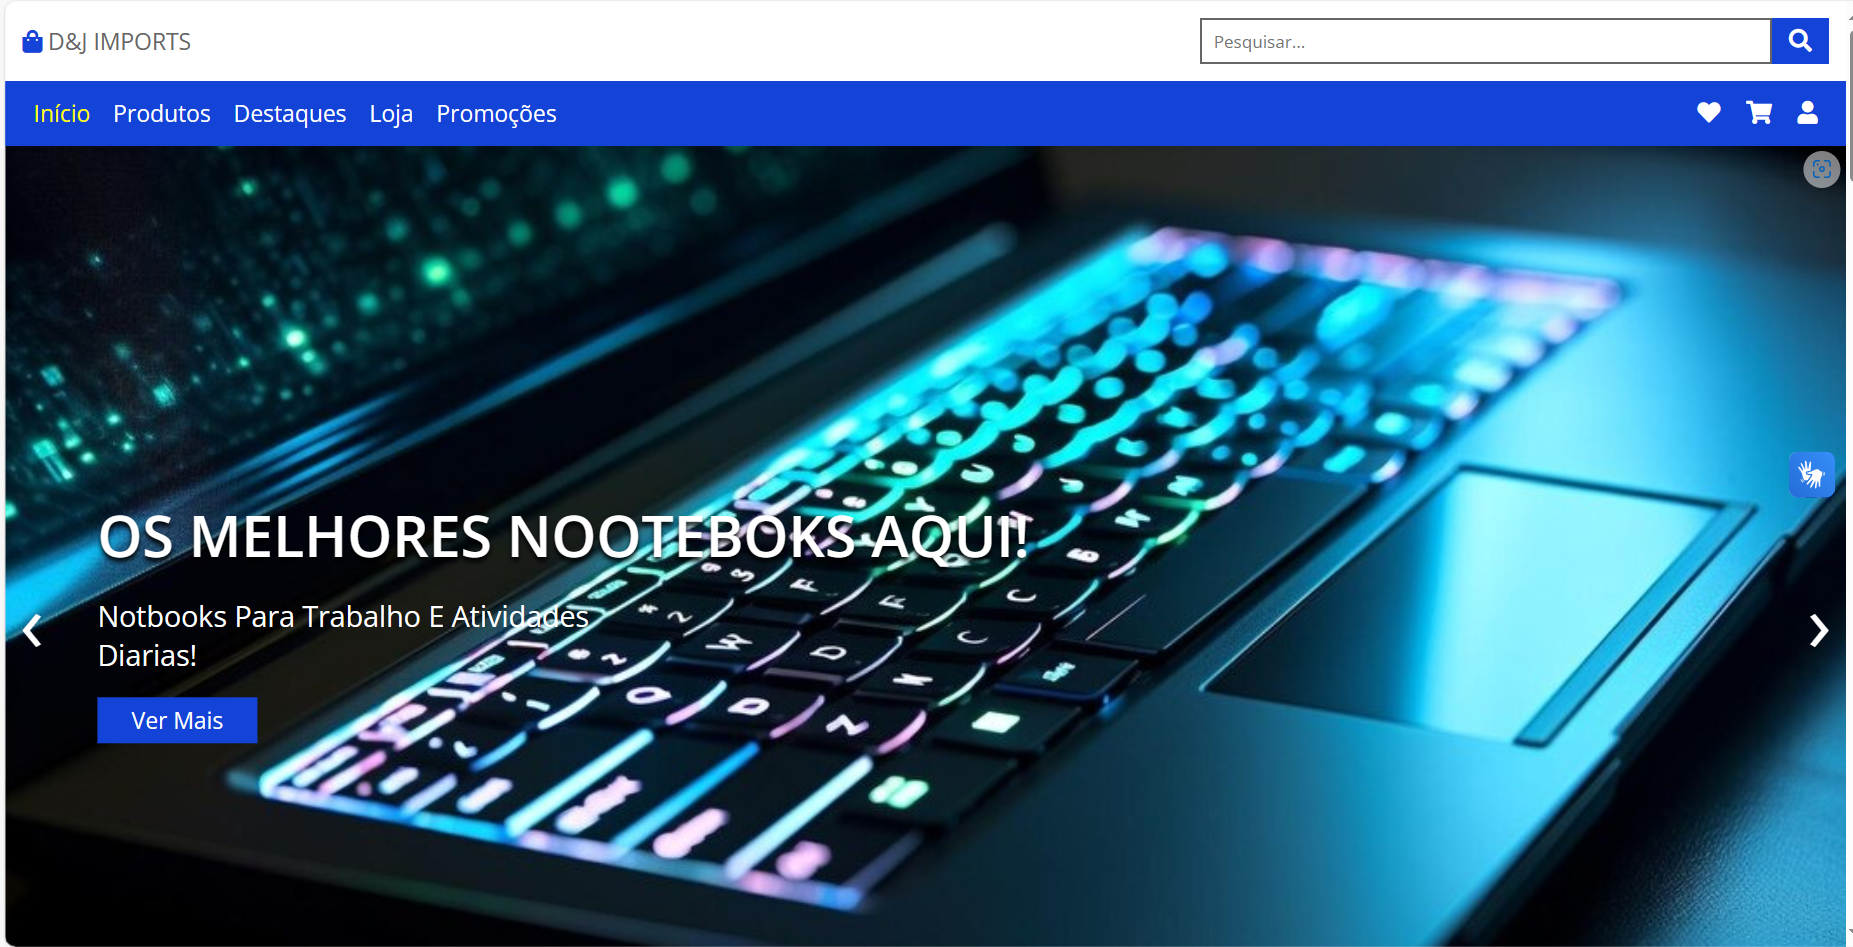 D&J IMPORTS
Pesquisar...
Início Produtos Destaques Loja Promoções
OS MELHORES NOOTEBOKS AQUI!
Notbooks Para Trabalho E Atividades
Diarias!
Ver Mais